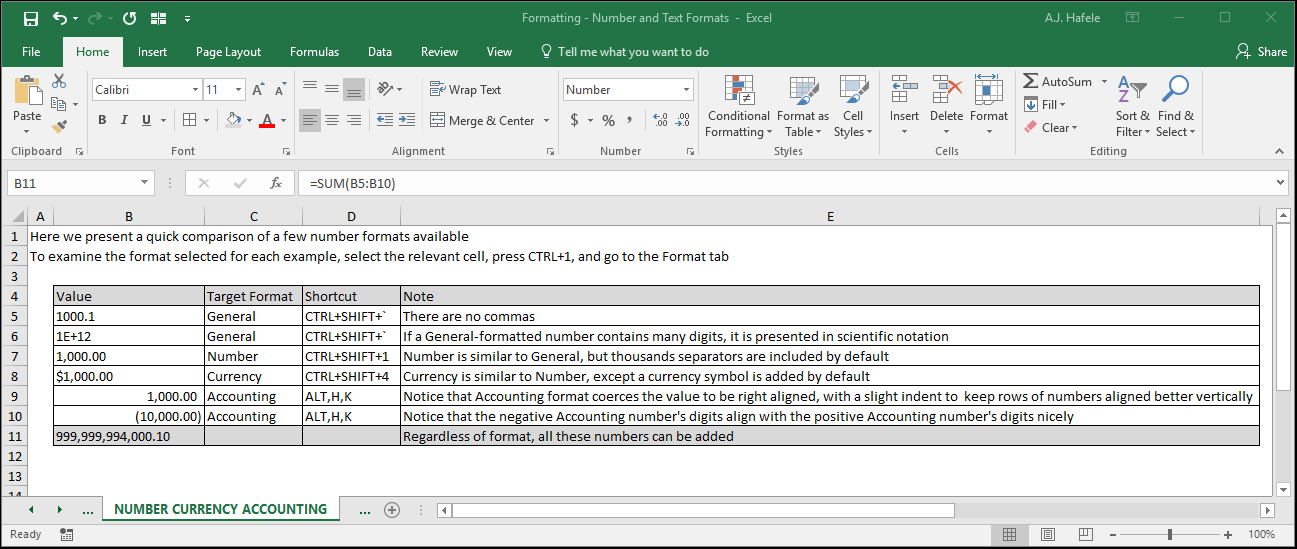 Formatting - Number and Text Formats - Excel
A.J. Hafele
File Home Insert Page Layout Formulas Data Review View Tell me what you want to do Share
Paste
Clipboard
Calibri 11
B I U A
Font
Wrap Text
Merge & Center
Alignment
Number
$ % , .0 .00 .00 .0
Number
Conditional Formatting
Format as Table
Cell Styles
Styles
Insert Delete Format
Cells
AutoSum
Fill
Clear
Sort & Filter
Find & Select
Editing
B11 fx =SUM(B5:B10)
A B C D E
1 Here we present a quick comparison of a few number formats available
2 To examine the format selected for each example, select the relevant cell, press CTRL+1, and go to the Format tab
3
4 Value Target Format Shortcut Note
5 1000.1 General CTRL+SHIFT+` There are no commas
6 1E+12 General CTRL+SHIFT+` If a General-formatted number contains many digits, it is presented in scientific notation
7 1,000.00 Number CTRL+SHIFT+1 Number is similar to General, but thousands separators are included by default
8 $1,000.00 Currency CTRL+SHIFT+4 Currency is similar to Number, except a currency symbol is added by default
9 1,000.00 Accounting ALT,H,K Notice that Accounting format coerces the value to be right aligned, with a slight indent to keep rows of numbers aligned better vertically
10 (10,000.00) Accounting ALT,H,K Notice that the negative Accounting number's digits align with the positive Accounting number's digits nicely
11 999,999,994,000.10 Regardless of format, all these numbers can be added
12
13
14
... NUMBER CURRENCY ACCOUNTING ...
Ready 100%